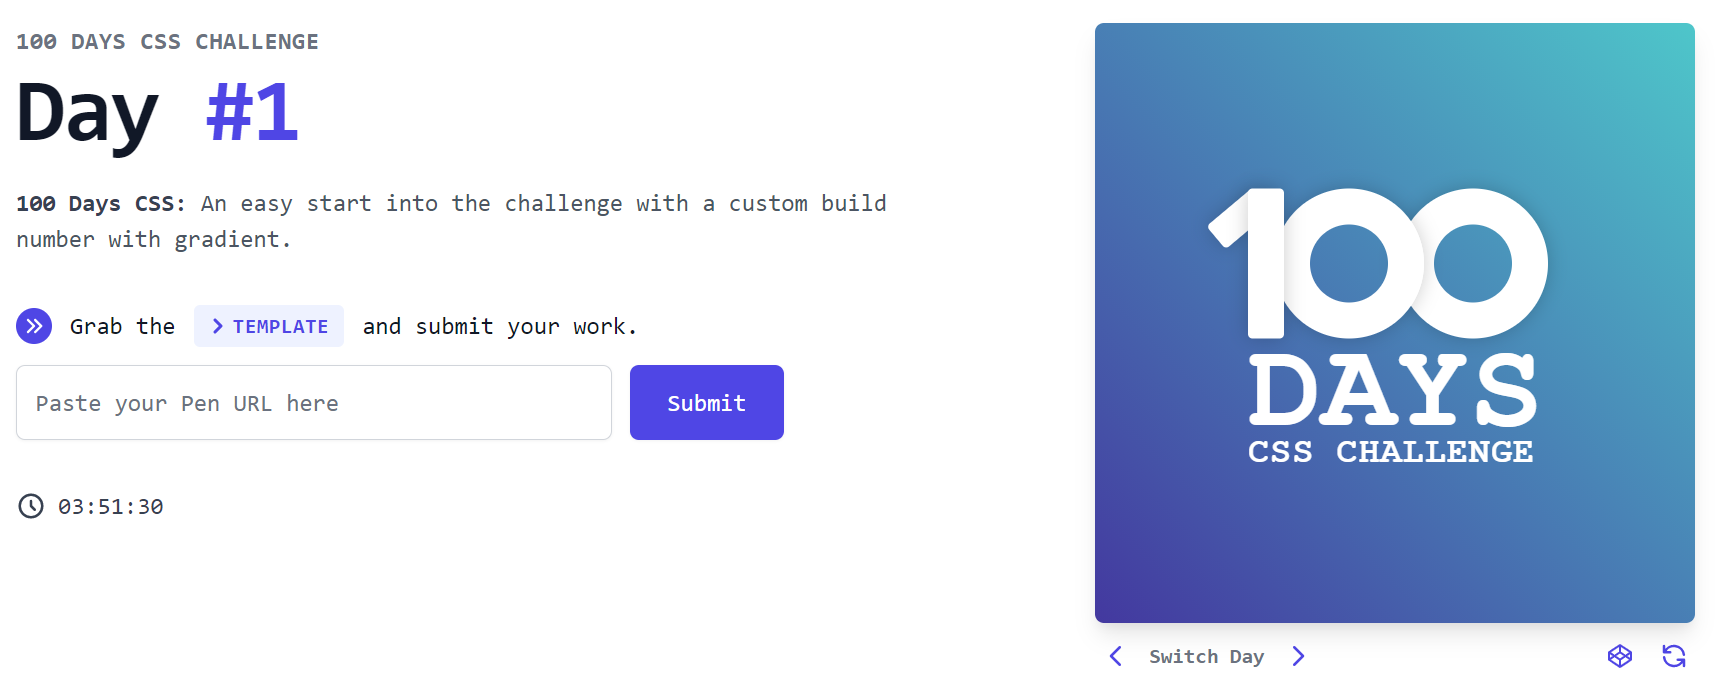 100 DAYS CSS CHALLENGE
Day #1
100 Days CSS: An easy start into the challenge with a custom build
number with gradient.
Grab the TEMPLATE and submit your work.
Paste your Pen URL here
Submit
03:51:30
100
DAYS
CSS CHALLENGE
Switch Day